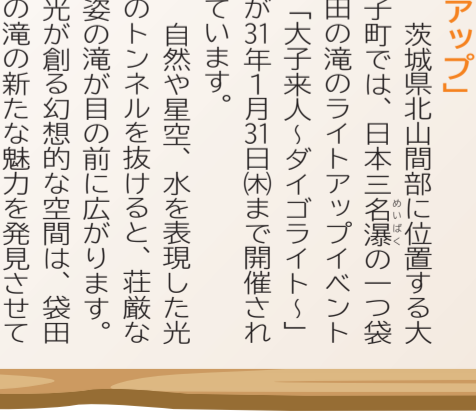 アップ」
茨城県北山間部に位置する大
子町では、日本三名瀑の一つ袋
めいばく
田の滝のライトアップイベント
「大子来人～ダイゴライト～」
が31年1月31日㈭まで開催され
ています。
自然や星空、水を表現した光
のトンネルを抜けると、荘厳な
姿の滝が目の前に広がります。
光が創る幻想的な空間は、袋田
の滝の新たな魅力を発見させて